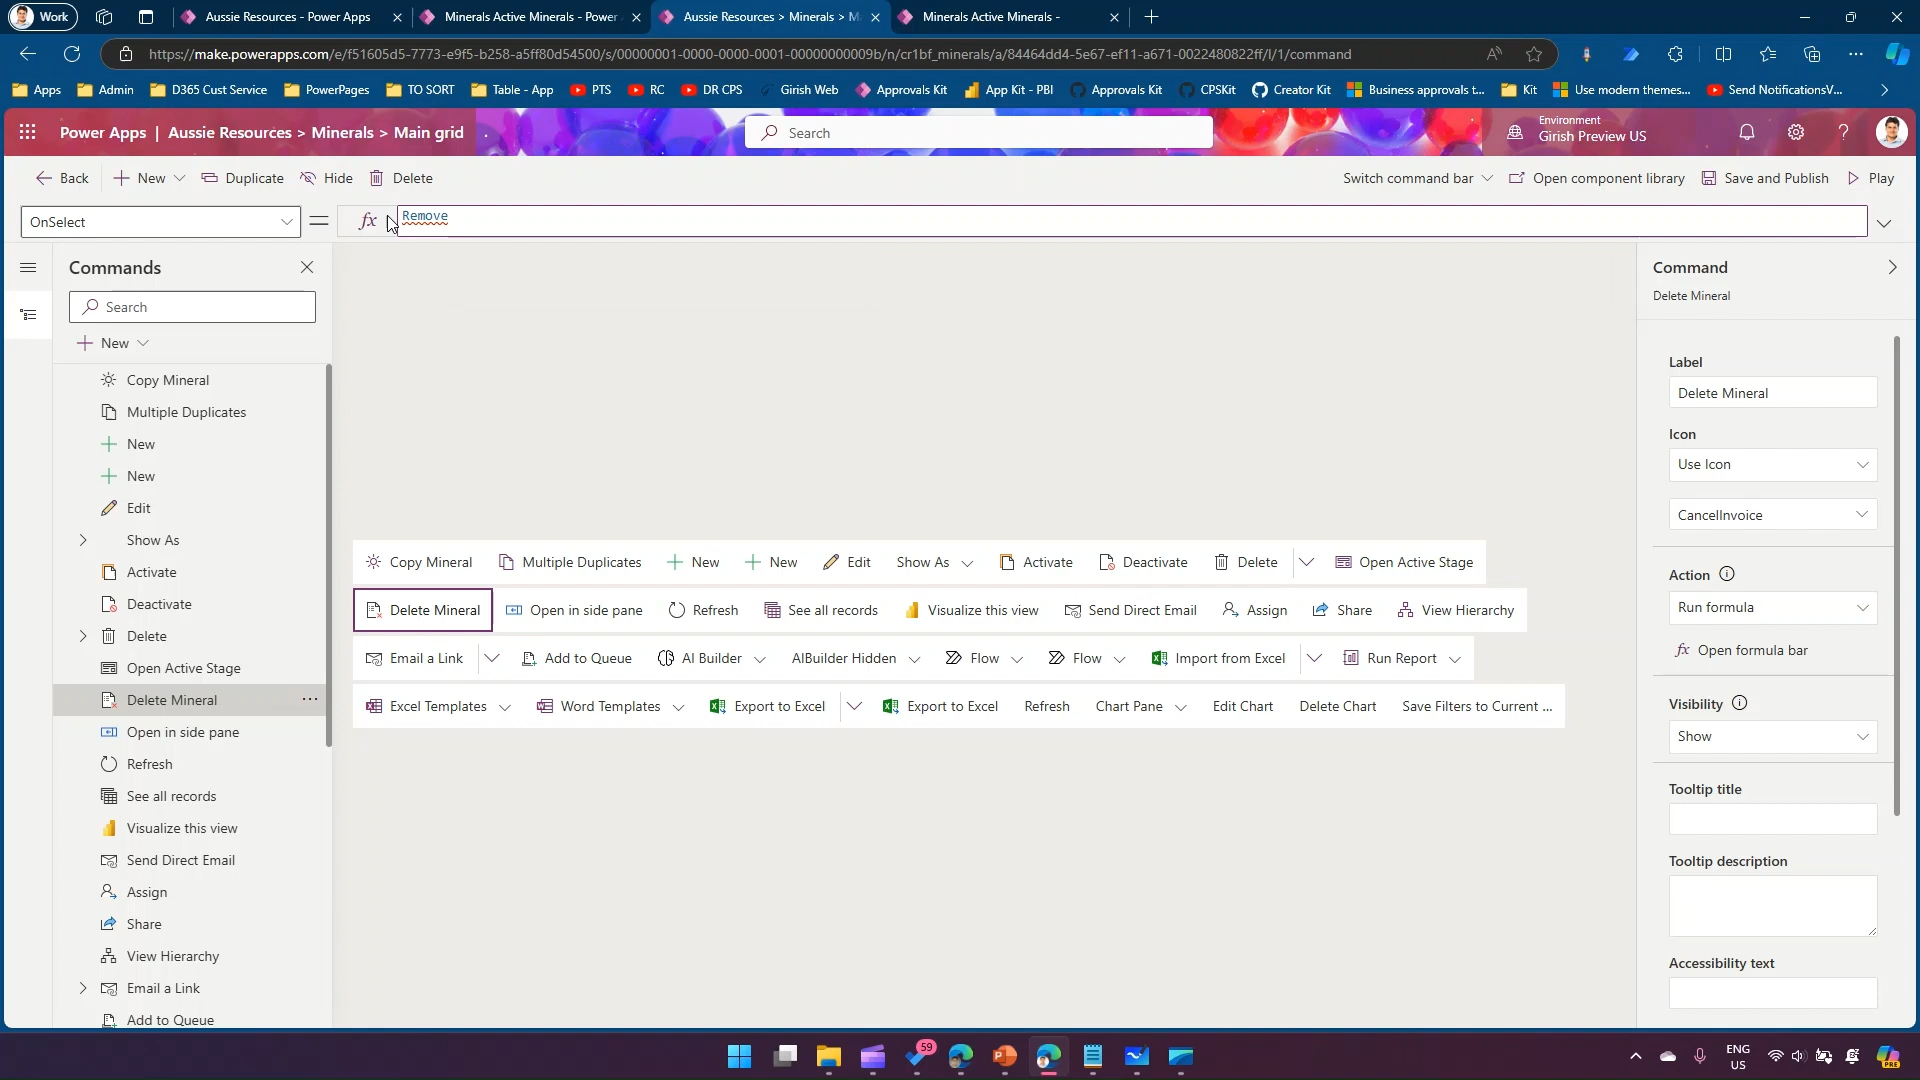 Work
Aussie Resources - Power Apps
Minerals Active Minerals - Power
Aussie Resources > Minerals > M
Minerals Active Minerals -
https://make.powerapps.com/e/f51605d5-7773-e9f5-b258-a5ff80d54500/s/00000001-0000-0000-0001-00000000009b/n/cr1bf_minerals/a/84464dd4-5e67-ef11-a671-0022480822ff/l/1/command
Apps
Admin
D365 Cust Service
PowerPages
TO SORT
Table - App
PTS
RC
DR CPS
Girish Web
Approvals Kit
App Kit - PBI
Approvals Kit
CPSKit
Creator Kit
Business approvals t...
Kit
Use modern themes...
Send NotificationsV...
Power Apps | Aussie Resources > Minerals > Main grid
Search
Environment
Girish Preview US
Back
New
Duplicate
Hide
Delete
Switch command bar
Open component library
Save and Publish
Play
OnSelect
fx
Remove
Commands
Search
New
Copy Mineral
Multiple Duplicates
New
New
Edit
Show As
Activate
Deactivate
Delete
Open Active Stage
Delete Mineral
Open in side pane
Refresh
See all records
Visualize this view
Send Direct Email
Assign
Share
View Hierarchy
Email a Link
Add to Queue
Copy Mineral
Multiple Duplicates
New
New
Edit
Show As
Activate
Deactivate
Delete
Open Active Stage
Delete Mineral
Open in side pane
Refresh
See all records
Visualize this view
Send Direct Email
Assign
Share
View Hierarchy
Email a Link
Add to Queue
AI Builder
AIBuilder Hidden
Flow
Flow
Import from Excel
Run Report
Excel Templates
Word Templates
Export to Excel
Export to Excel
Refresh
Chart Pane
Edit Chart
Delete Chart
Save Filters to Current ...
Command
Delete Mineral
Label
Delete Mineral
Icon
Use Icon
CancelInvoice
Action
Run formula
fx Open formula bar
Visibility
Show
Tooltip title
Tooltip description
Accessibility text
59
ENG
US
PRE